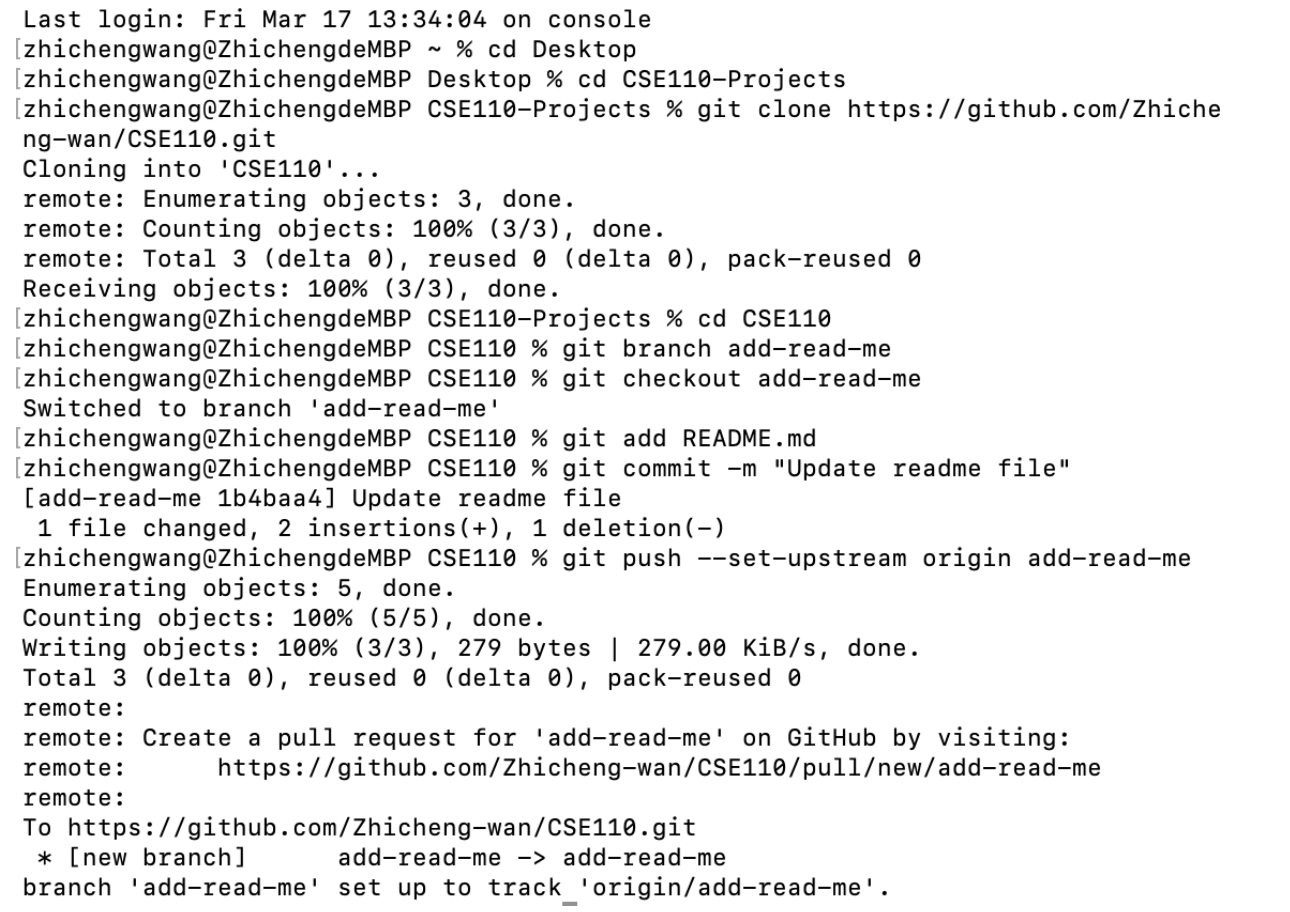 Last login: Fri Mar 17 13:34:04 on console
[zhichengwang@ZhichengdeMBP ~ % cd Desktop
[zhichengwang@ZhichengdeMBP Desktop % cd CSE110-Projects
[zhichengwang@ZhichengdeMBP CSE110-Projects % git clone https://github.com/Zhiche
ng-wan/CSE110.git
Cloning into 'CSE110'...
remote: Enumerating objects: 3, done.
remote: Counting objects: 100% (3/3), done.
remote: Total 3 (delta 0), reused 0 (delta 0), pack-reused 0
Receiving objects: 100% (3/3), done.
[zhichengwang@ZhichengdeMBP CSE110-Projects % cd CSE110
[zhichengwang@ZhichengdeMBP CSE110 % git branch add-read-me
[zhichengwang@ZhichengdeMBP CSE110 % git checkout add-read-me
Switched to branch 'add-read-me'
[zhichengwang@ZhichengdeMBP CSE110 % git add README.md
[zhichengwang@ZhichengdeMBP CSE110 % git commit -m "Update readme file"
[add-read-me 1b4baa4] Update readme file
 1 file changed, 2 insertions(+), 1 deletion(-)
[zhichengwang@ZhichengdeMBP CSE110 % git push --set-upstream origin add-read-me
Enumerating objects: 5, done.
Counting objects: 100% (5/5), done.
Writing objects: 100% (3/3), 279 bytes | 279.00 KiB/s, done.
Total 3 (delta 0), reused 0 (delta 0), pack-reused 0
remote:
remote: Create a pull request for 'add-read-me' on GitHub by visiting:
remote:      https://github.com/Zhicheng-wan/CSE110/pull/new/add-read-me
remote:
To https://github.com/Zhicheng-wan/CSE110.git
 * [new branch]      add-read-me -> add-read-me
branch 'add-read-me' set up to track 'origin/add-read-me'.